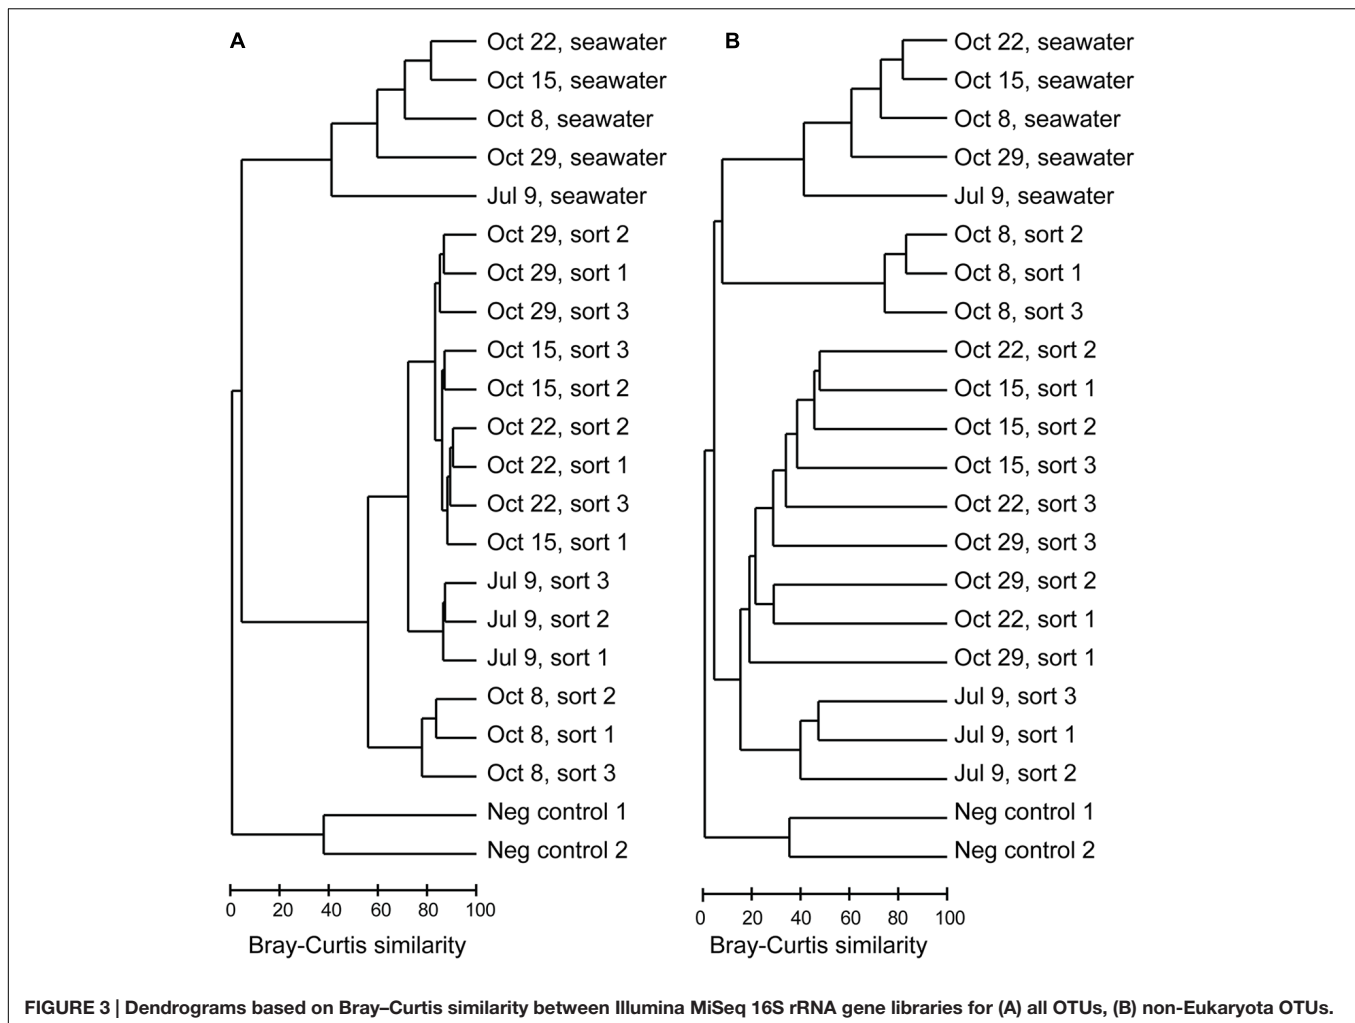 A
Oct 22, seawater
Oct 15, seawater
Oct 8, seawater
Oct 29, seawater
Jul 9, seawater
Oct 29, sort 2
Oct 29, sort 1
Oct 29, sort 3
Oct 15, sort 3
Oct 15, sort 2
Oct 22, sort 2
Oct 22, sort 1
Oct 22, sort 3
Oct 15, sort 1
Jul 9, sort 3
Jul 9, sort 2
Jul 9, sort 1
Oct 8, sort 2
Oct 8, sort 1
Oct 8, sort 3
Neg control 1
Neg control 2
0 20 40 60 80 100
Bray-Curtis similarity
B
Oct 22, seawater
Oct 15, seawater
Oct 8, seawater
Oct 29, seawater
Jul 9, seawater
Oct 8, sort 2
Oct 8, sort 1
Oct 8, sort 3
Oct 22, sort 2
Oct 15, sort 1
Oct 15, sort 2
Oct 15, sort 3
Oct 22, sort 3
Oct 29, sort 3
Oct 29, sort 2
Oct 22, sort 1
Oct 29, sort 1
Jul 9, sort 3
Jul 9, sort 1
Jul 9, sort 2
Neg control 1
Neg control 2
0 20 40 60 80 100
Bray-Curtis similarity
FIGURE 3 | Dendrograms based on Bray–Curtis similarity between Illumina MiSeq 16S rRNA gene libraries for (A) all OTUs, (B) non-Eukaryota OTUs.